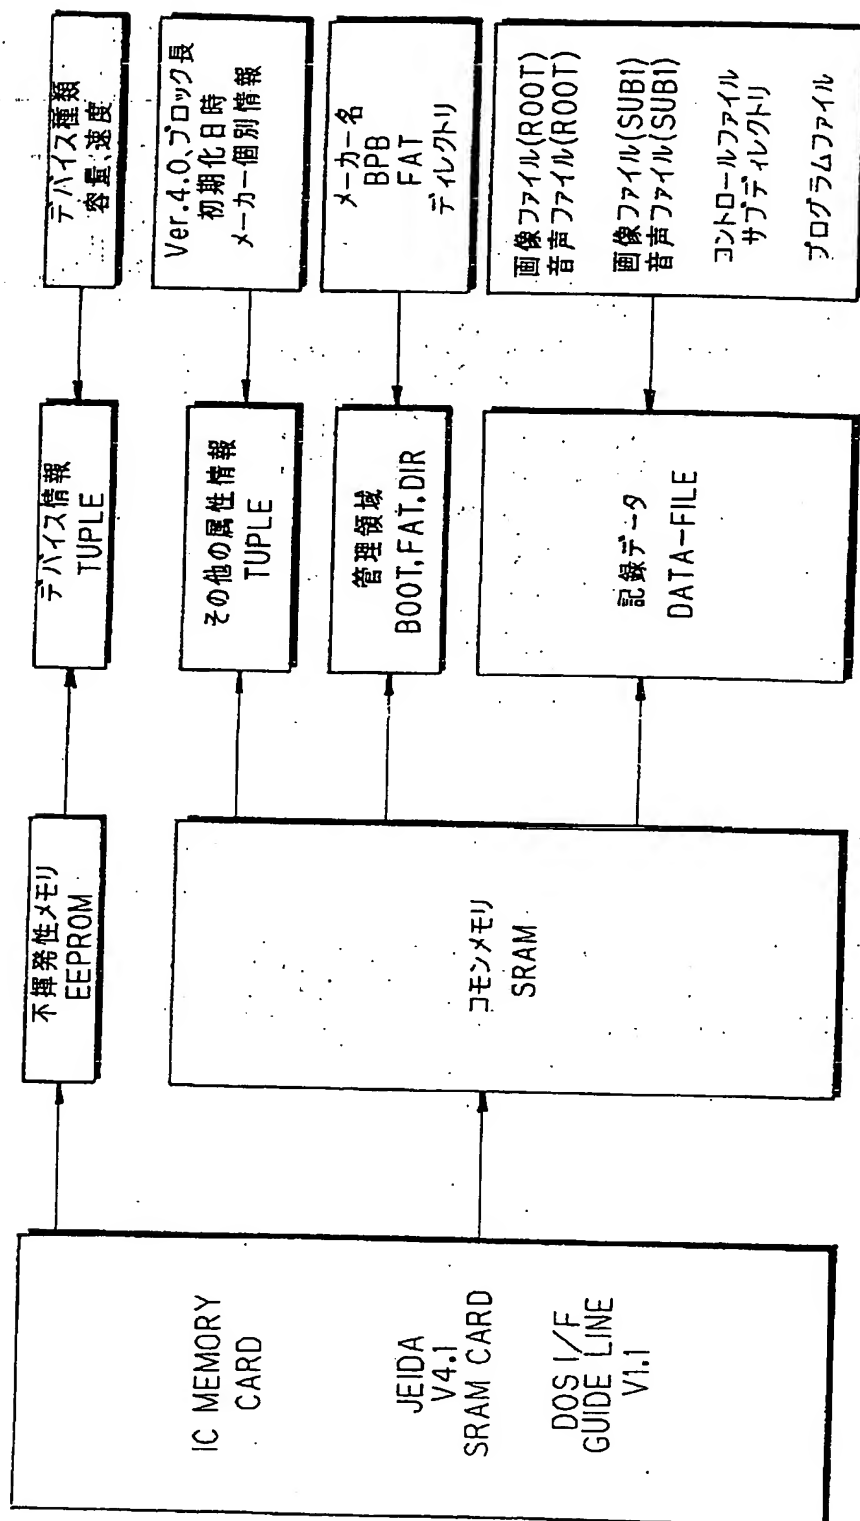 IC MEMORY
CARD
JEIDA
V4.1
SRAM CARD
DOS I/F
GUIDE LINE
V1.1
不揮発性メモリ
EEPROM
コモンメモリ
SRAM
デバイス情報
TUPLE
その他の属性情報
TUPLE
管理領域
BOOT,FAT,DIR
記録データ
DATA-FILE
デバイス種類
容量、速度
Ver.4.0、ブロック長
初期化日時
メーカー個別情報
メーカー名
BPB
FAT
ディレクトリ
画像ファイル(ROOT)
音声ファイル(ROOT)
画像ファイル(SUB1)
音声ファイル(SUB1)
コントロールファイル
サブディレクトリ
プログラムファイル